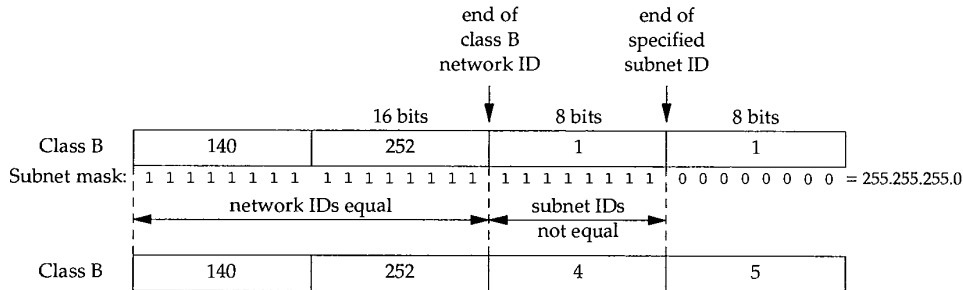 end of class B network ID
end of specified subnet ID
16 bits 8 bits 8 bits
Class B 140 252 1 1
Subnet mask: 1 1 1 1 1 1 1 1 1 1 1 1 1 1 1 1 1 1 1 1 1 1 1 1 0 0 0 0 0 0 0 0 = 255.255.255.0
network IDs equal subnet IDs not equal
Class B 140 252 4 5